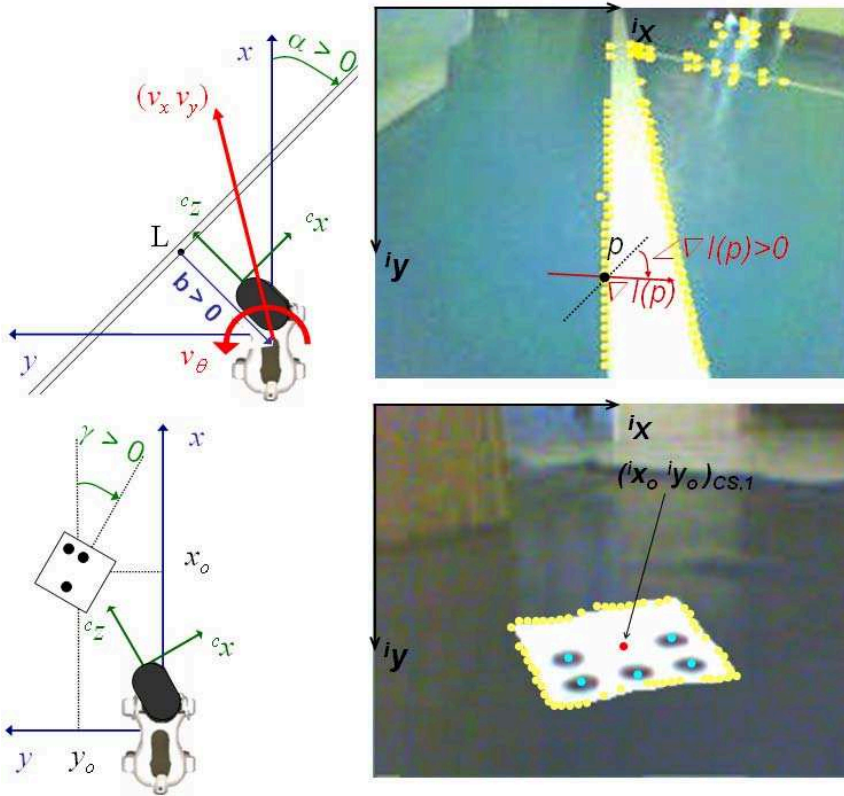 x
α > 0
(vx vy)
cz
cx
L
b > 0
y
vθ
ix
iy
p
∠ ∇ I(p)>0
∇ I(p)
γ > 0
x
xo
cz
cx
y
yo
ix
(ixo iyo)CS,1
iy